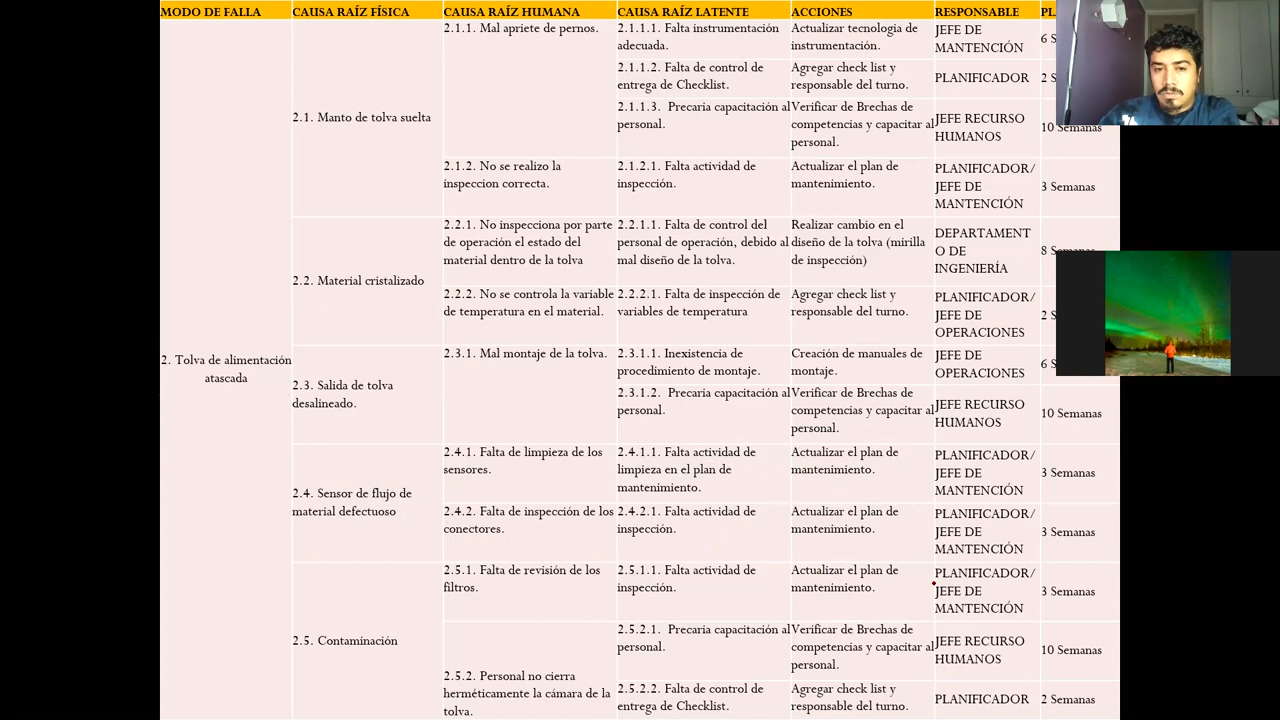 MODO DE FALLA CAUSA RAÍZ FÍSICA CAUSA RAÍZ HUMANA CAUSA RAÍZ LATENTE ACCIONES RESPONSABLE PL
2. Tolva de alimentación
atascada
2.1. Manto de tolva suelta
2.1.1. Mal apriete de pernos.
2.1.1.1. Falta instrumentación
adecuada.
Actualizar tecnología de
instrumentación.
JEFE DE
MANTENCIÓN
6 S
2.1.1.2. Falta de control de
entrega de Checklist.
Agregar check list y
responsable del turno.
PLANIFICADOR
2 S
2.1.1.3. Precaria capacitación al
personal.
Verificar de Brechas de
competencias y capacitar al
personal.
JEFE RECURSO
HUMANOS
10 Semanas
2.1.2. No se realizo la
inspeccion correcta.
2.1.2.1. Falta actividad de
inspección.
Actualizar el plan de
mantenimiento.
PLANIFICADOR/
JEFE DE
MANTENCIÓN
3 Semanas
2.2. Material cristalizado
2.2.1. No inspecciona por parte
de operación el estado del
material dentro de la tolva
2.2.1.1. Falta de control del
personal de operación, debido al
mal diseño de la tolva.
Realizar cambio en el
diseño de la tolva (mirilla
de inspección)
DEPARTAMENT
O DE
INGENIERÍA
8 Semanas
2.2.2. No se controla la variable
de temperatura en el material.
2.2.2.1. Falta de inspección de
variables de temperatura
Agregar check list y
responsable del turno.
PLANIFICADOR/
JEFE DE
OPERACIONES
2 S
2.3. Salida de tolva
desalineado.
2.3.1. Mal montaje de la tolva.
2.3.1.1. Inexistencia de
procedimiento de montaje.
Creación de manuales de
montaje.
JEFE DE
OPERACIONES
6 S
2.3.1.2. Precaria capacitación al
personal.
Verificar de Brechas de
competencias y capacitar al
personal.
JEFE RECURSO
HUMANOS
10 Semanas
2.4. Sensor de flujo de
material defectuoso
2.4.1. Falta de limpieza de los
sensores.
2.4.1.1. Falta actividad de
limpieza en el plan de
mantenimiento.
Actualizar el plan de
mantenimiento.
PLANIFICADOR/
JEFE DE
MANTENCIÓN
3 Semanas
2.4.2. Falta de inspección de los
conectores.
2.4.2.1. Falta actividad de
inspección.
Actualizar el plan de
mantenimiento.
PLANIFICADOR/
JEFE DE
MANTENCIÓN
3 Semanas
2.5. Contaminación
2.5.1. Falta de revisión de los
filtros.
2.5.1.1. Falta actividad de
inspección.
Actualizar el plan de
mantenimiento.
PLANIFICADOR/
JEFE DE
MANTENCIÓN
3 Semanas
2.5.2. Personal no cierra
herméticamente la cámara de la
tolva.
2.5.2.1. Precaria capacitación al
personal.
Verificar de Brechas de
competencias y capacitar al
personal.
JEFE RECURSO
HUMANOS
10 Semanas
2.5.2.2. Falta de control de
entrega de Checklist.
Agregar check list y
responsable del turno.
PLANIFICADOR
2 Semanas